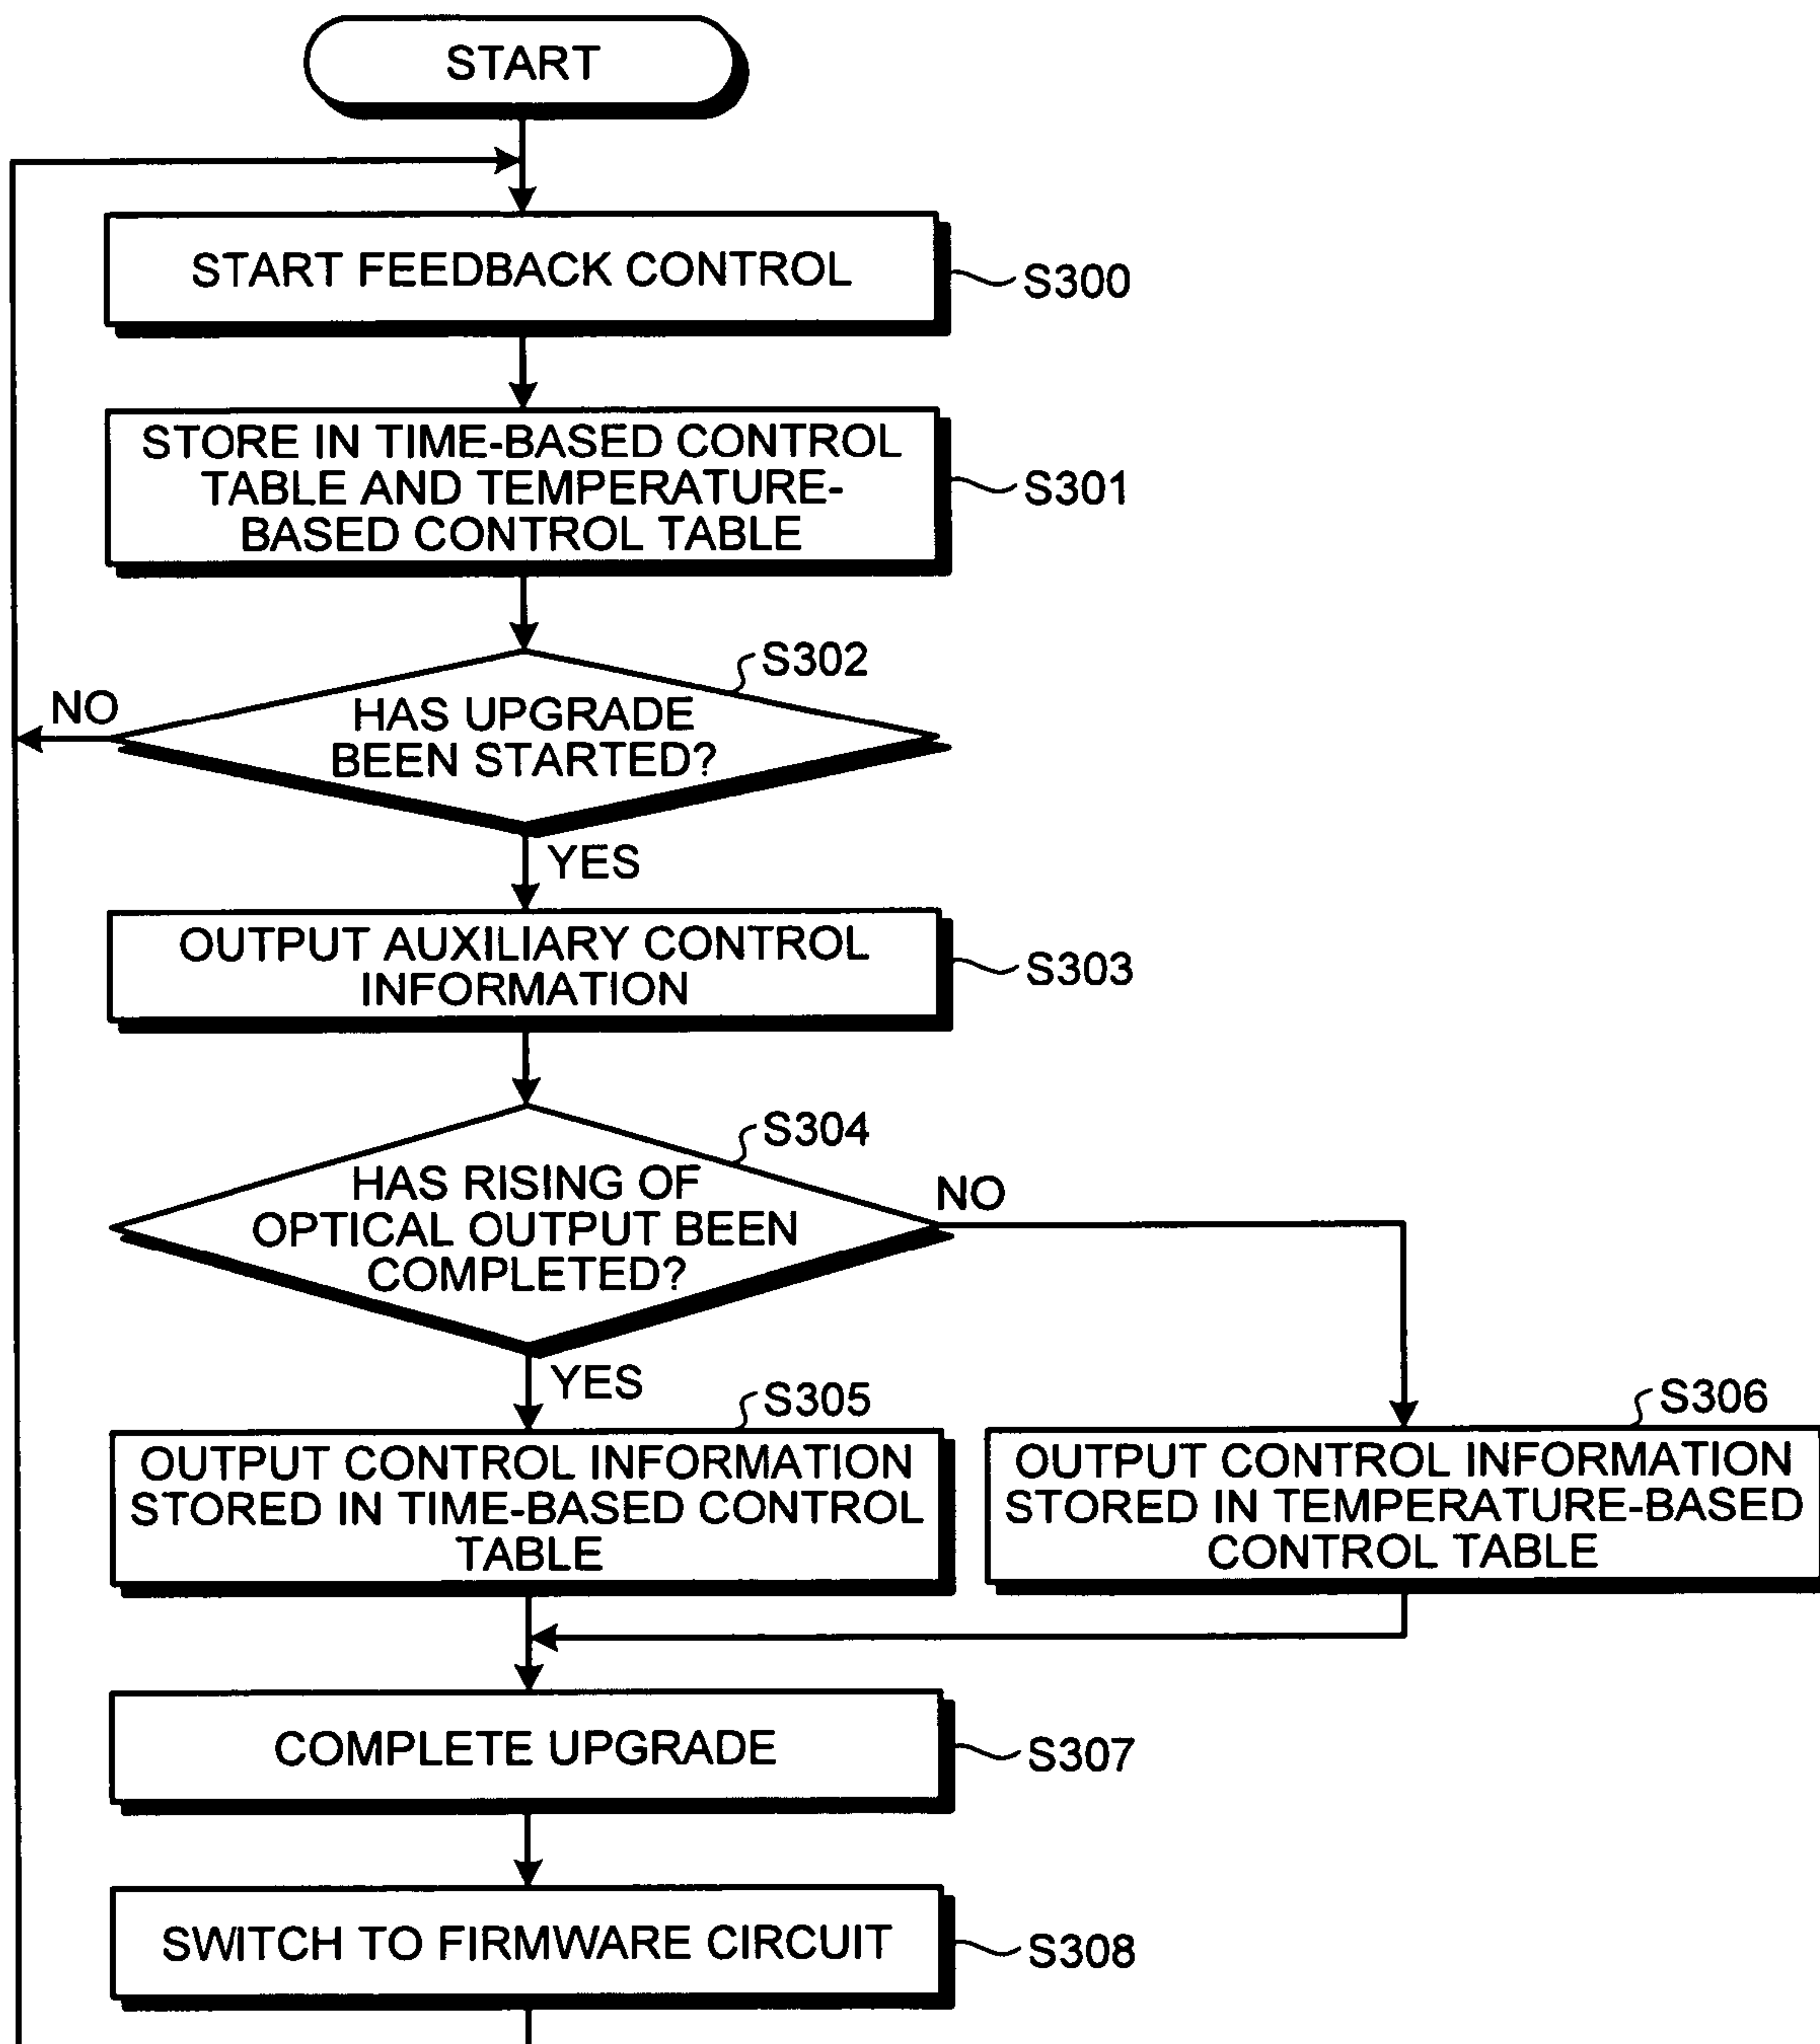 START
START FEEDBACK CONTROL
S300
STORE IN TIME-BASED CONTROL
TABLE AND TEMPERATURE-
BASED CONTROL TABLE
S301
S302
NO
HAS UPGRADE
BEEN STARTED?
YES
OUTPUT AUXILIARY CONTROL
INFORMATION
S303
S304
HAS RISING OF
OPTICAL OUTPUT BEEN
COMPLETED?
NO
YES
S305
OUTPUT CONTROL INFORMATION
STORED IN TIME-BASED CONTROL
TABLE
S306
OUTPUT CONTROL INFORMATION
STORED IN TEMPERATURE-BASED
CONTROL TABLE
COMPLETE UPGRADE
S307
SWITCH TO FIRMWARE CIRCUIT
S308